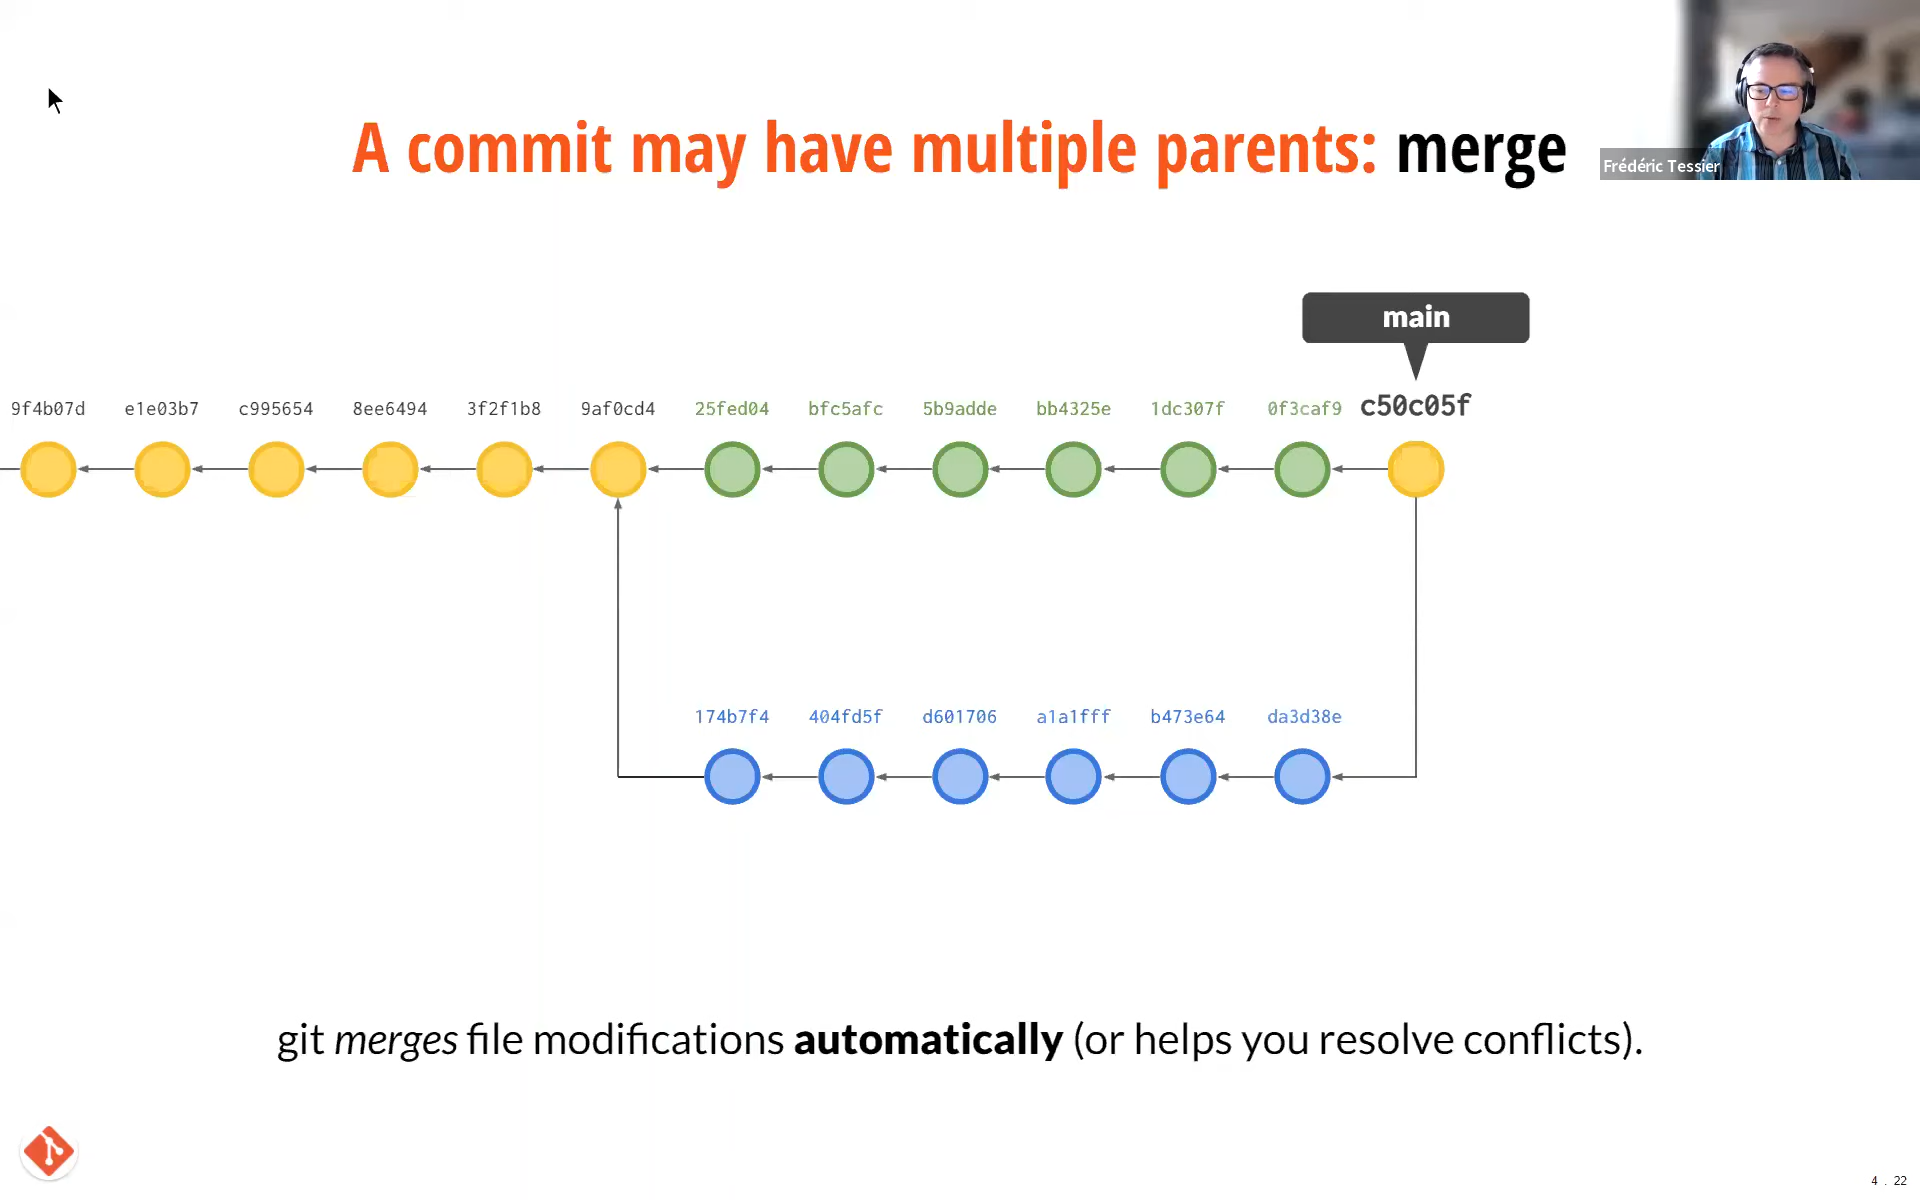 A commit may have multiple parents: merge
Frédéric Tessier
main
9f4b07d e1e03b7 c995654 8ee6494 3f2f1b8 9af0cd4 25fed04 bfc5afc 5b9adde bb4325e 1dc307f 0f3caf9 c50c05f
174b7f4 404fd5f d601706 a1a1fff b473e64 da3d38e
git merges file modifications automatically (or helps you resolve conflicts).
4 . 22